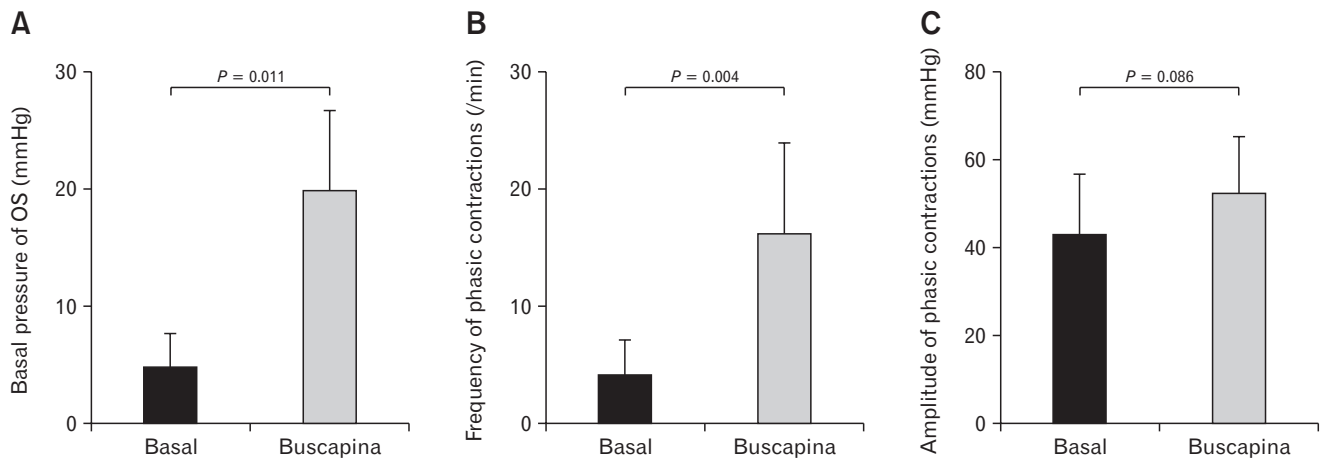 A
Basal pressure of OS (mmHg)
30
20
10
0
P = 0.011
Basal
Buscapina
B
Frequency of phasic contractions (/min)
30
20
10
0
P = 0.004
Basal
Buscapina
C
Amplitude of phasic contractions (mmHg)
80
60
40
20
0
P = 0.086
Basal
Buscapina